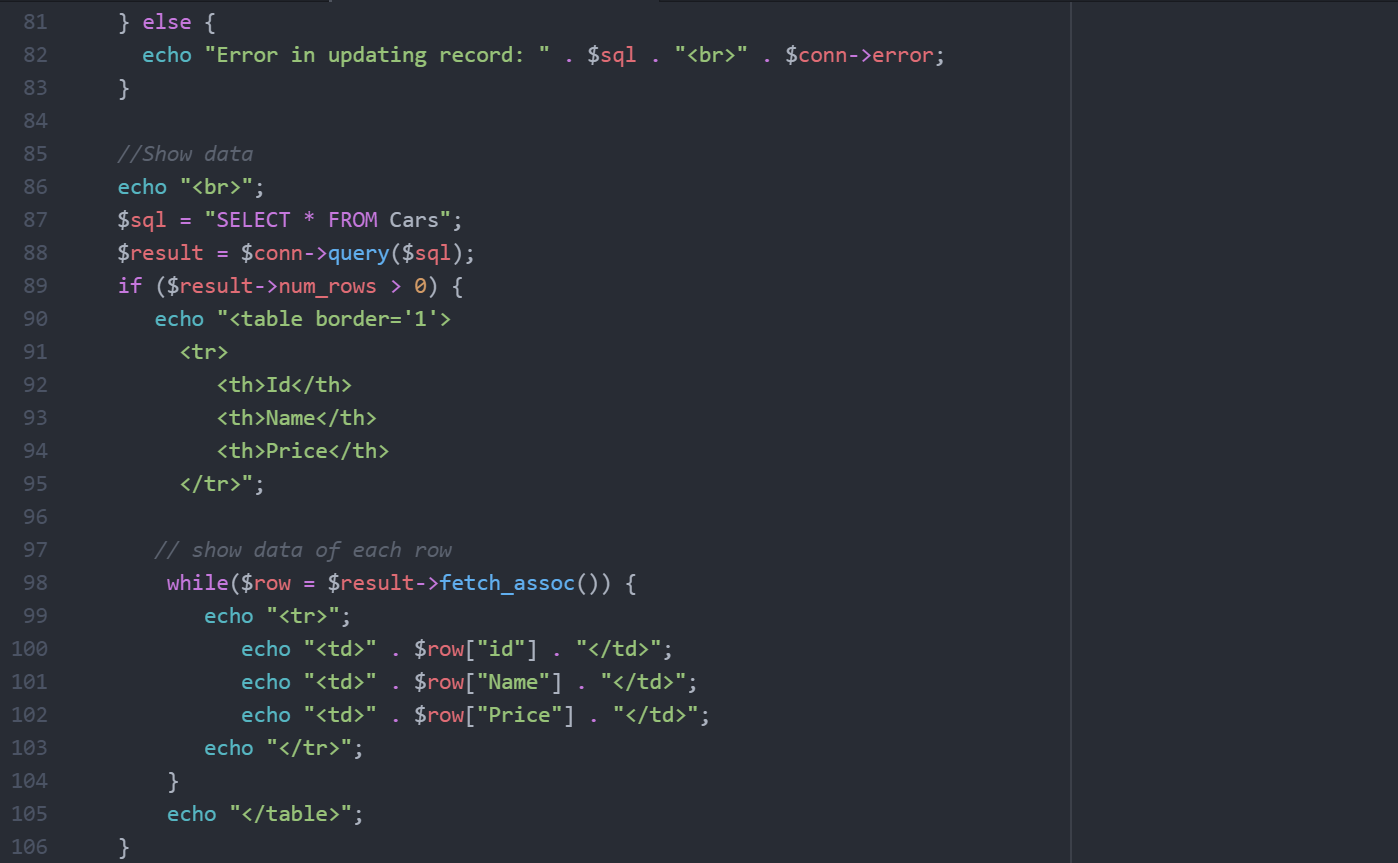 81 } else {
82 echo "Error in updating record: " . $sql . "<br>" . $conn->error;
83 }
84
85 //Show data
86 echo "<br>";
87 $sql = "SELECT * FROM Cars";
88 $result = $conn->query($sql);
89 if ($result->num_rows > 0) {
90 echo "<table border='1'>
91 <tr>
92 <th>Id</th>
93 <th>Name</th>
94 <th>Price</th>
95 </tr>";
96
97 // show data of each row
98 while($row = $result->fetch_assoc()) {
99 echo "<tr>";
100 echo "<td>" . $row["id"] . "</td>";
101 echo "<td>" . $row["Name"] . "</td>";
102 echo "<td>" . $row["Price"] . "</td>";
103 echo "</tr>";
104 }
105 echo "</table>";
106 }